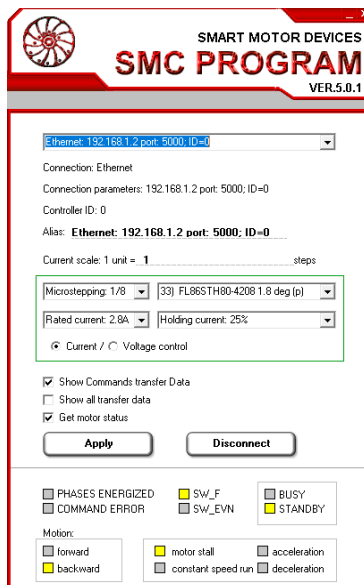 SMART MOTOR DEVICES
SMC PROGRAM
VER.5.0.1
Ethernet: 192.168.1.2 port: 5000; ID=0
Connection: Ethernet
Connection parameters: 192.168.1.2 port: 5000; ID=0
Controller ID: 0
Alias: Ethernet: 192.168.1.2 port: 5000; ID=0
Current scale: 1 unit = 1 steps
Microstepping: 1/8 33) FL86STH80-4208 1.8 deg (p)
Rated current: 2.8A Holding current: 25%
Current / Voltage control
Show Commands transfer Data
Show all transfer data
Get motor status
Apply Disconnect
PHASES ENERGIZED SW_F BUSY
COMMAND ERROR SW_EVN STANDBY
Motion:
forward motor stall acceleration
backward constant speed run deceleration